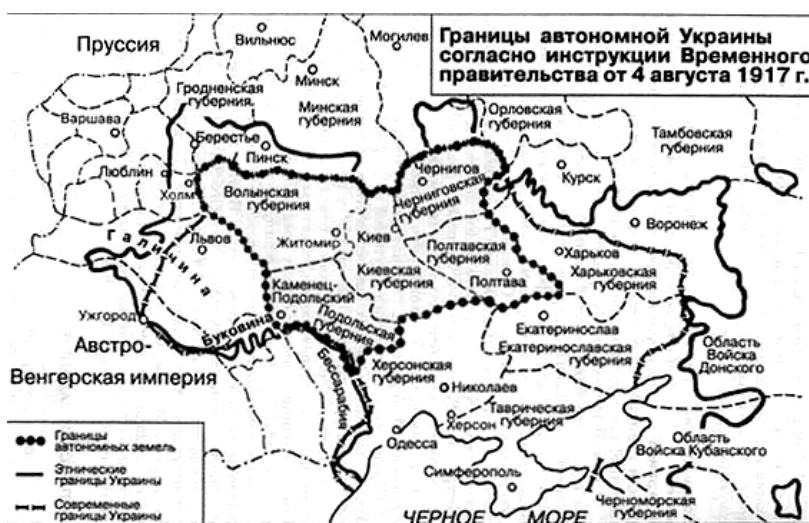 Границы автономной Украины
согласно инструкции Временного
правительства от 4 августа 1917 г.
Пруссия
Вильнюс
Могилев
Минск
Гродненская
губерния
Минская
губерния
Орловская
губерния
Тамбовская
губерния
Варшава
Берестье
Пинск
Люблин
Холм
Волынская
губерния
Чернигов
Черниговская
губерния
Курск
Воронеж
Галичина
Львов
Житомир
Киев
Киевская
губерния
Полтавская
губерния
Полтава
Харьков
Харьковская
губерния
Каменец-
Подольский
Подольская
губерния
Ужгород
Буковина
Бессарабия
Австро-
Венгерская империя
Херсонская
губерния
Екатеринослав
Екатеринославская
губерния
Область
Войска
Донского
Николаев
Херсон
Таврическая
губерния
Одесса
Симферополь
Область
Войска Кубанского
Черноморская
губерния
ЧЕРНОЕ МОРЕ
Границы
автономных земель
Этнические
границы Украины
Современные
границы Украины